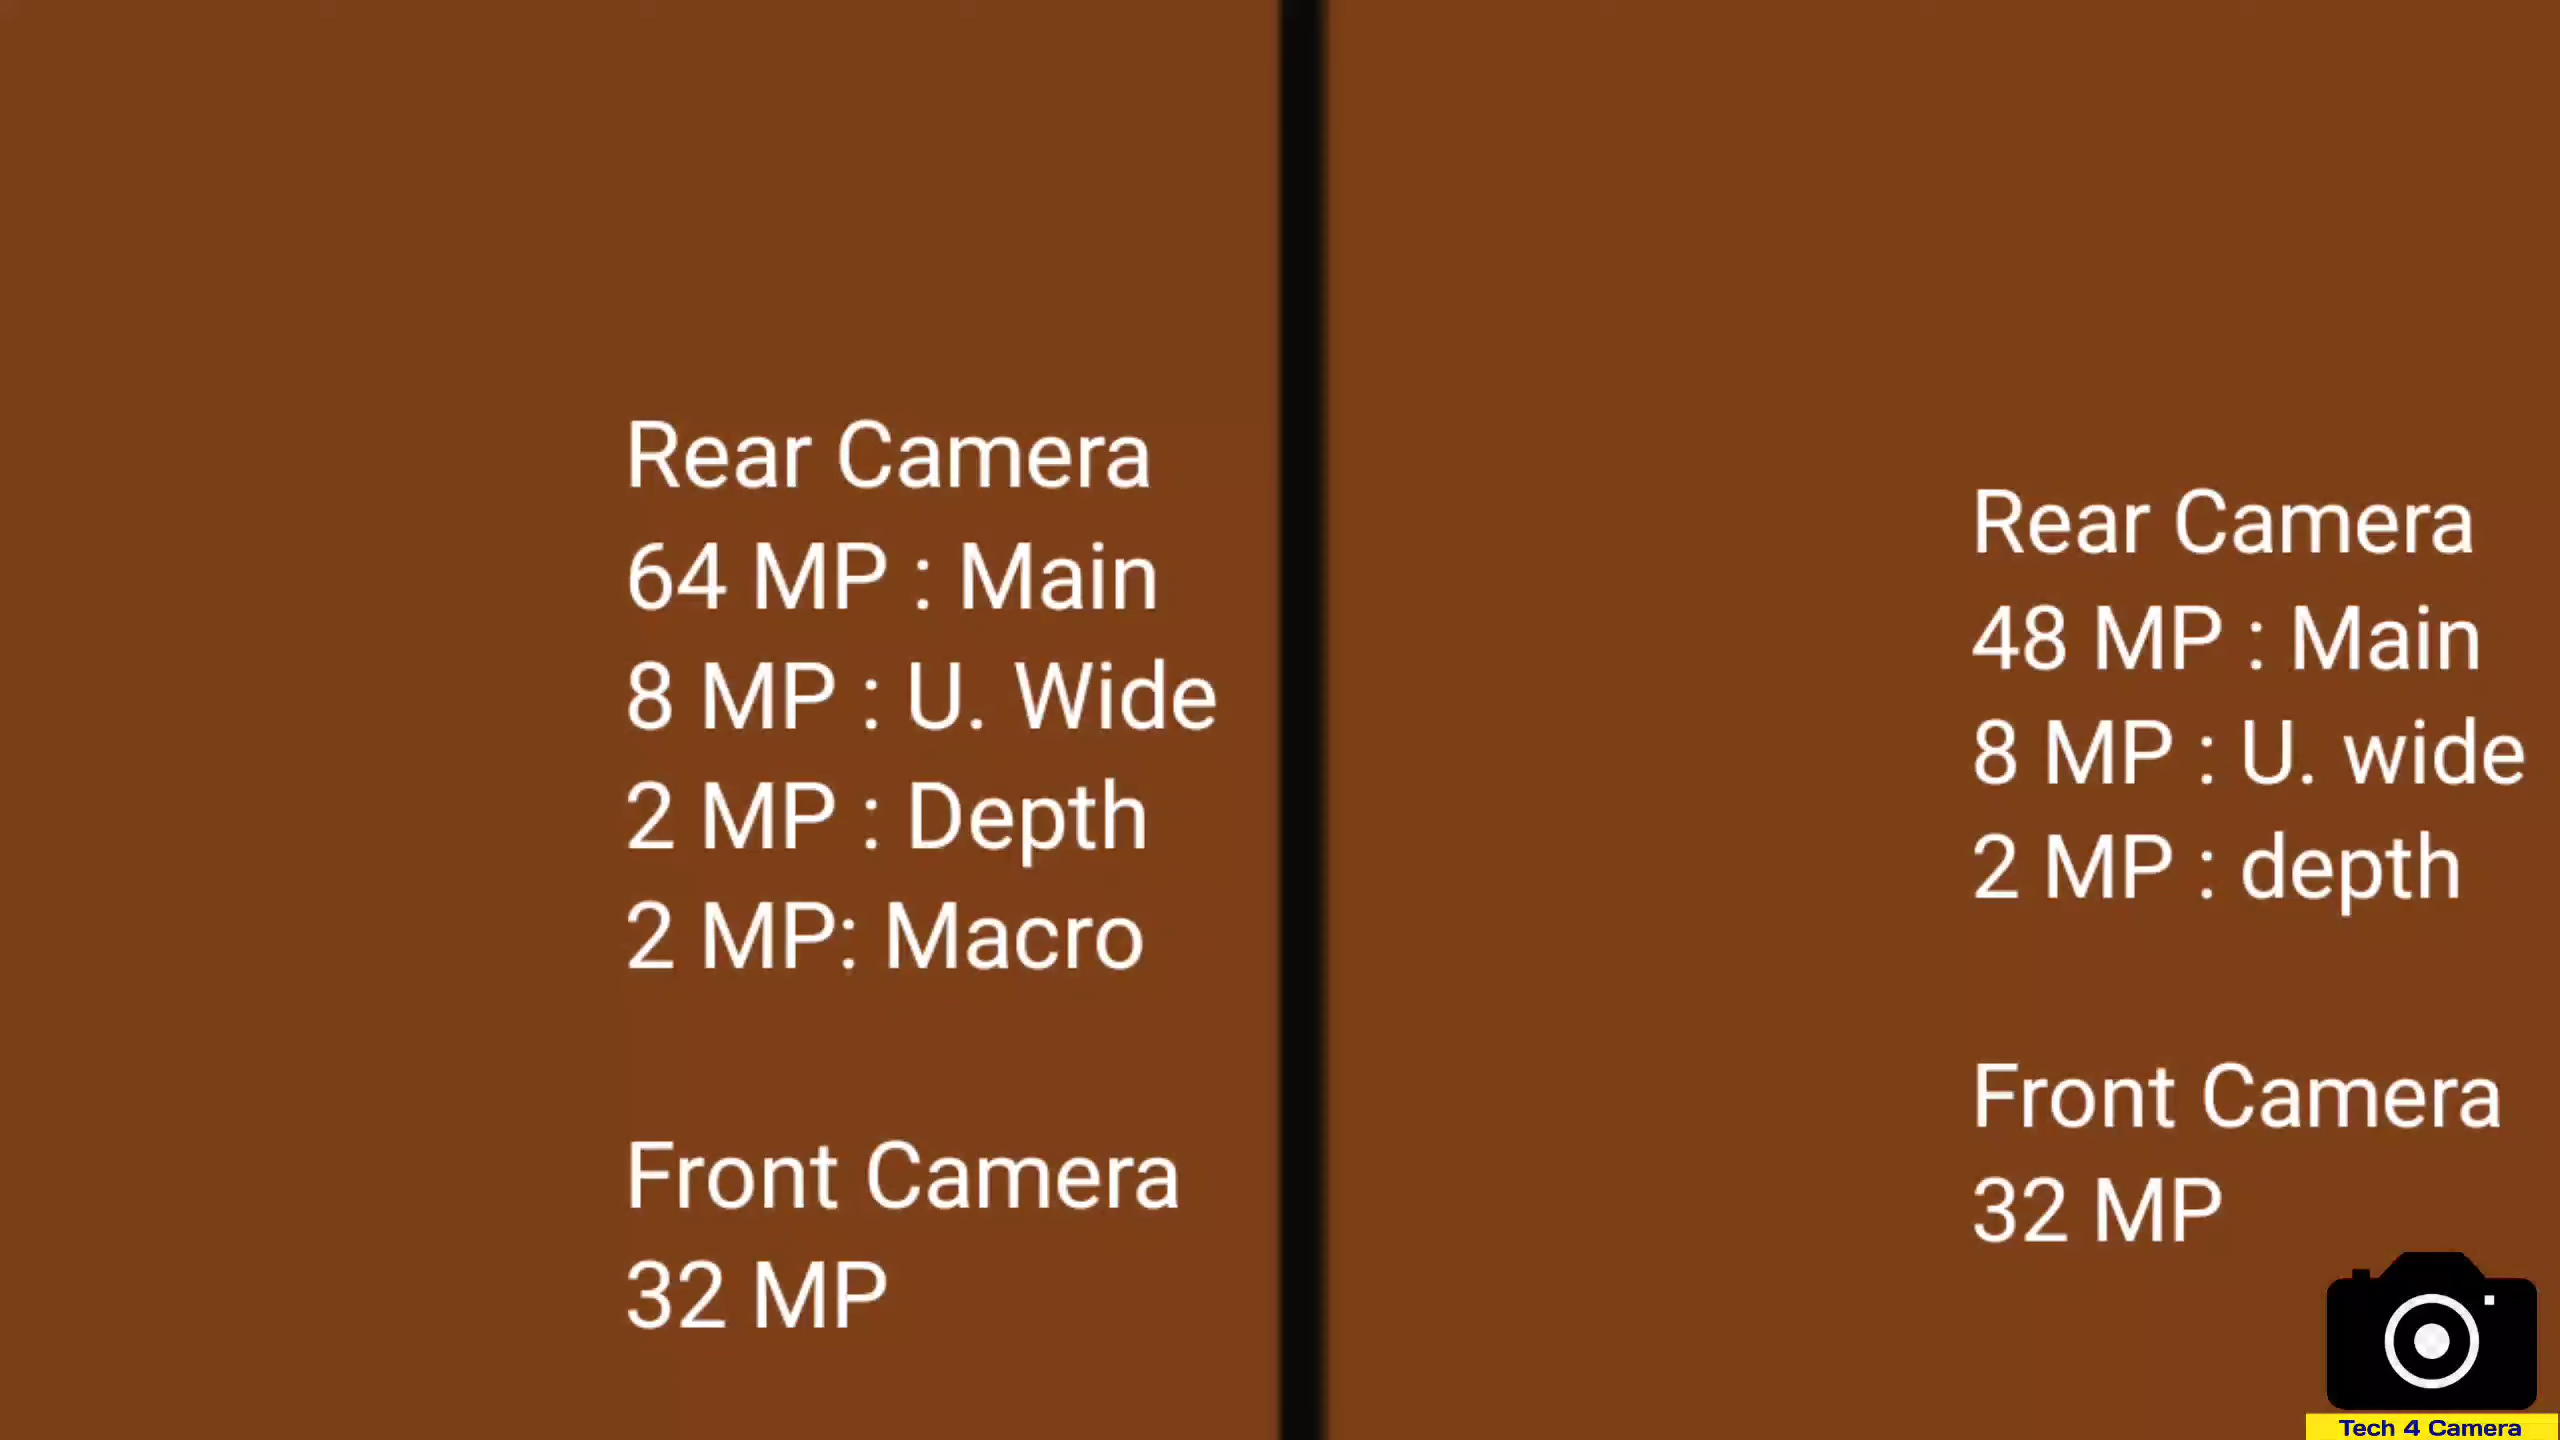 Rear Camera
64 MP : Main
8 MP : U. Wide
2 MP : Depth
2 MP: Macro
Front Camera
32 MP
Rear Camera
48 MP : Main
8 MP : U. wide
2 MP : depth
Front Camera
32 MP
Tech 4 Camera